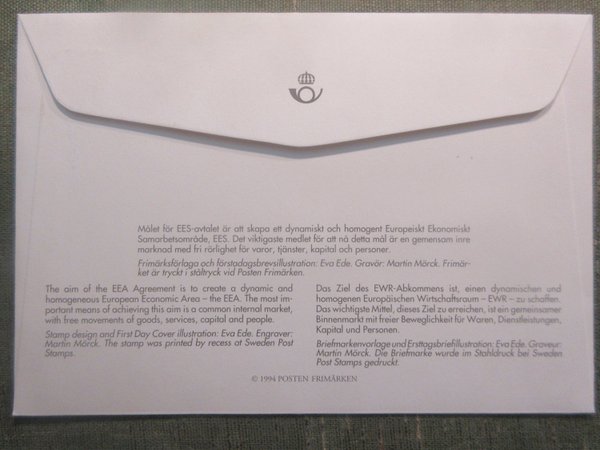 Målet för EES-avtalet är att skapa ett dynamiskt och homogent Europeiskt Ekonomiskt
Samarbetsområde, EES. Det viktigaste medlet för att nå detta mål är en gemensam inre
marknad med fri rörlighet för varor, tjänster, kapital och personer.
Frimärksförlaga och förstadagsbrevsillustration: Eva Ede. Gravör: Martin Mörck. Frimär-
ket är tryckt i ståltryck vid Posten Frimärken.
The aim of the EEA Agreement is to create a dynamic and
homogeneous European Economic Area – the EEA. The most im-
portant means of achieving this aim is a common internal market,
with free movements of goods, services, capital and people.
Stamp design and First Day Cover illustration: Eva Ede. Engraver:
Martin Mörck. The stamp was printed by recess at Sweden Post
Stamps.
Das Ziel des EWR-Abkommens ist, einen dynamischen und
homogenen Europäischen Wirtschaftsraum – EWR – zu schaffen.
Das wichtigste Mittel, dieses Ziel zu erreichen, ist ein gemeinsamer
Binnenmarkt mit freier Beweglichkeit für Waren, Dienstleistungen,
Kapital und Personen.
Briefmarkenvorlage und Ersttagsbriefillustration: Eva Ede. Graveur:
Martin Mörck. Die Briefmarke wurde im Stahldruck bei Sweden
Post Stamps gedruckt.
© 1994 POSTEN FRIMÄRKEN